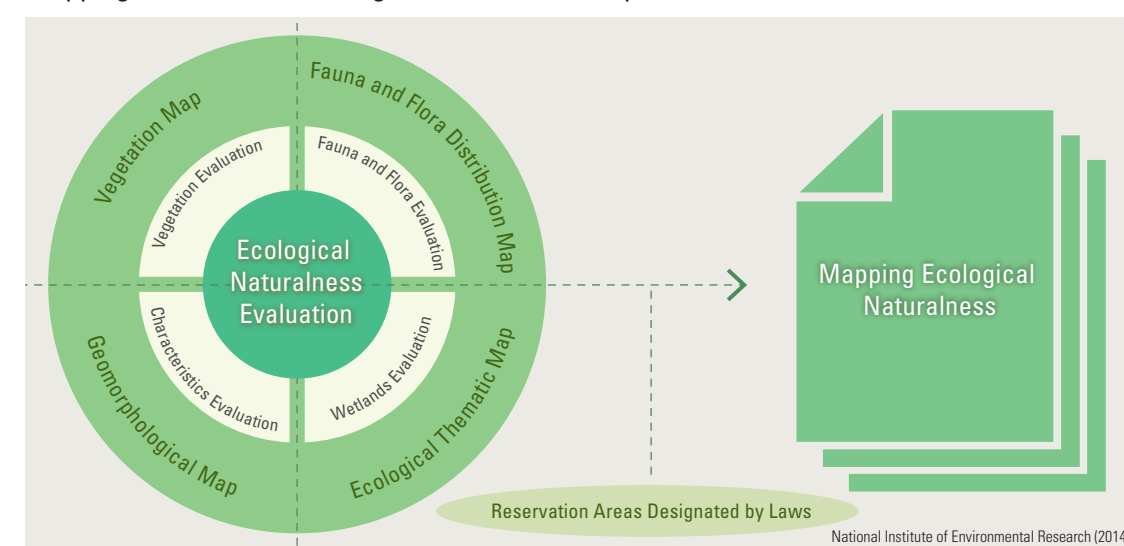 Vegetation Map
Fauna and Flora Distribution Map
Vegetation Evaluation
Fauna and Flora Evaluation
Ecological
Naturalness
Evaluation
Mapping Ecological
Naturalness
Characteristics Evaluation
Wetlands Evaluation
Geomorphological Map
Ecological Thematic Map
Reservation Areas Designated by Laws
National Institute of Environmental Research (2014